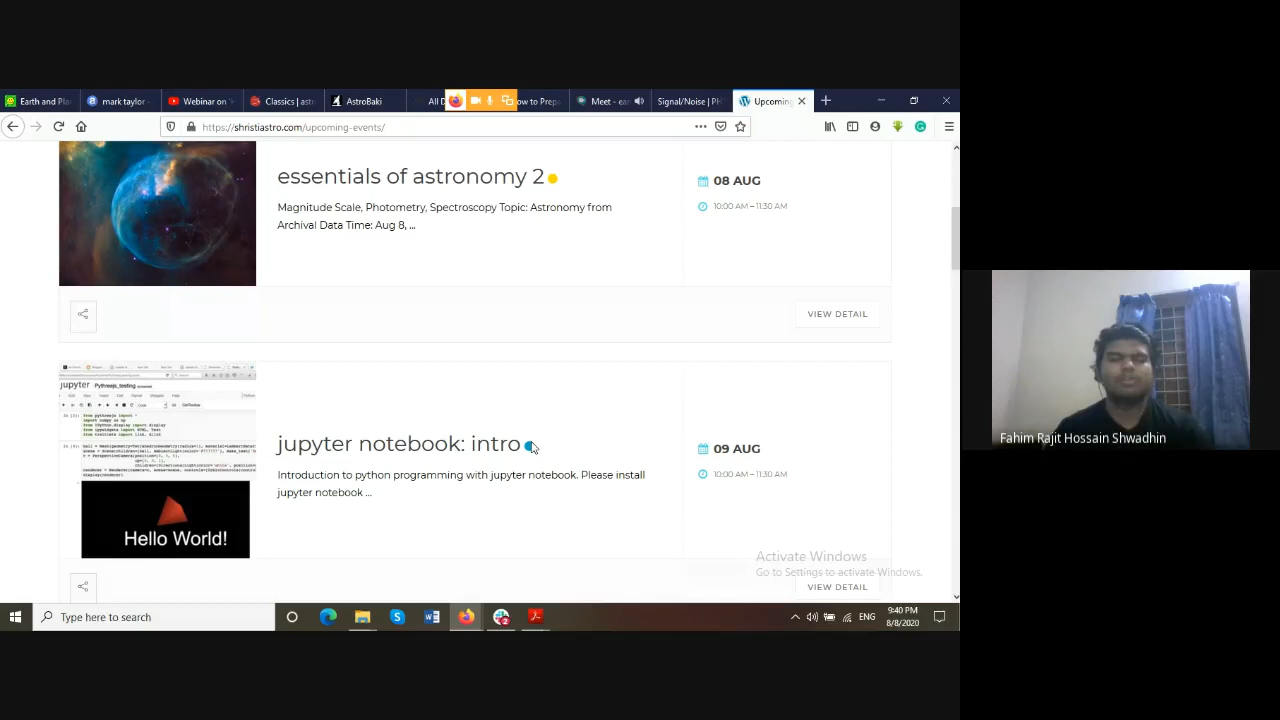 Earth and Pla
mark taylor
Webinar on '
Classics | ast
AstroBaki
All D
ow to Prepa
Meet - ea
Signal/Noise | PH
Upcoming
https://shristiastro.com/upcoming-events/
essentials of astronomy 2
Magnitude Scale, Photometry, Spectroscopy Topic: Astronomy from
Archival Data Time: Aug 8, ...
08 AUG
10:00 AM – 11:30 AM
VIEW DETAIL
jupyter Pythreejs_testing
Hello World!
jupyter notebook: intro
Introduction to python programming with jupyter notebook. Please install
jupyter notebook ...
09 AUG
10:00 AM – 11:30 AM
VIEW DETAIL
Activate Windows
Go to Settings to activate Windows.
Type here to search
ENG
9:40 PM
8/8/2020
2
Fahim Rajit Hossain Shwadhin